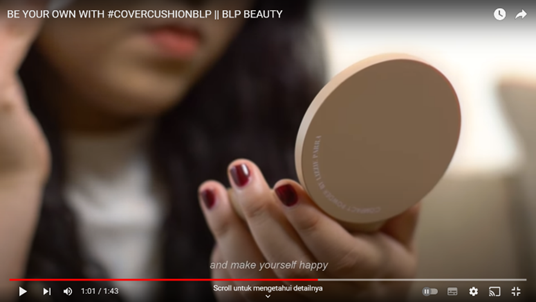 BE YOUR OWN WITH #COVERCUSHIONBLP || BLP BEAUTY
and make yourself happy
1:01 / 1:43
Scroll untuk mengetahui detailnya